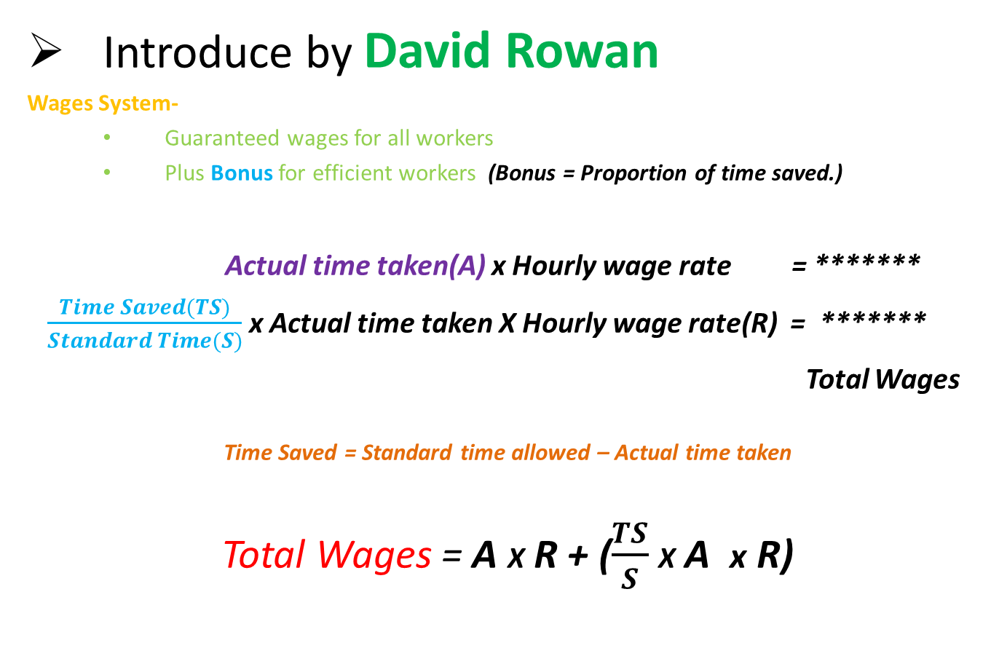 ➢ Introduce by David Rowan
Wages System-
• Guaranteed wages for all workers
• Plus Bonus for efficient workers (Bonus = Proportion of time saved.)
Actual time taken(A) x Hourly wage rate = *******
Time Saved(TS)
Standard Time(S)
x Actual time taken X Hourly wage rate(R) = *******
Total Wages
Time Saved = Standard time allowed – Actual time taken
Total Wages = A x R + (TS/S x A x R)